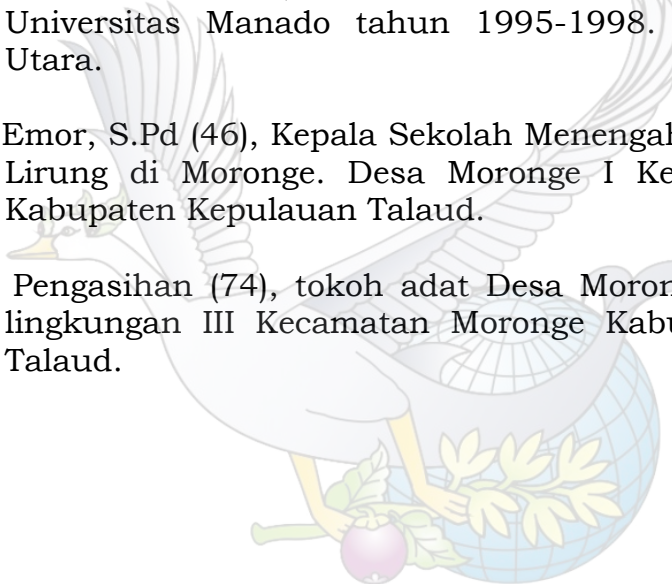 Universitas Manado tahun 1995-1998.
Utara.
Emor, S.Pd (46), Kepala Sekolah Menengah
Lirung di Moronge. Desa Moronge I Ke
Kabupaten Kepulauan Talaud.
Pengasihan (74), tokoh adat Desa Moron
lingkungan III Kecamatan Moronge Kabu
Talaud.